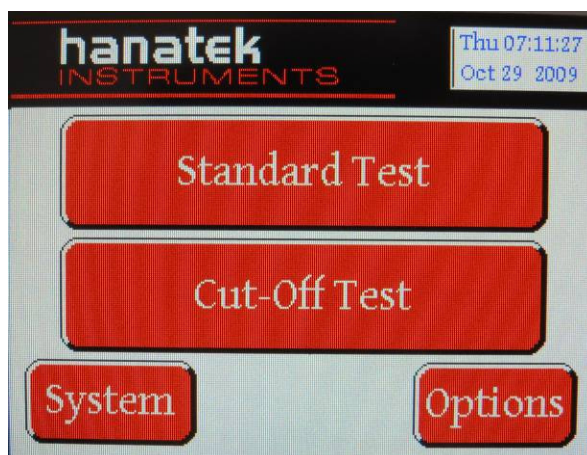 hanatek
INSTRUMENTS
Thu 07:11:27
Oct 29 2009
Standard Test
Cut-Off Test
System
Options